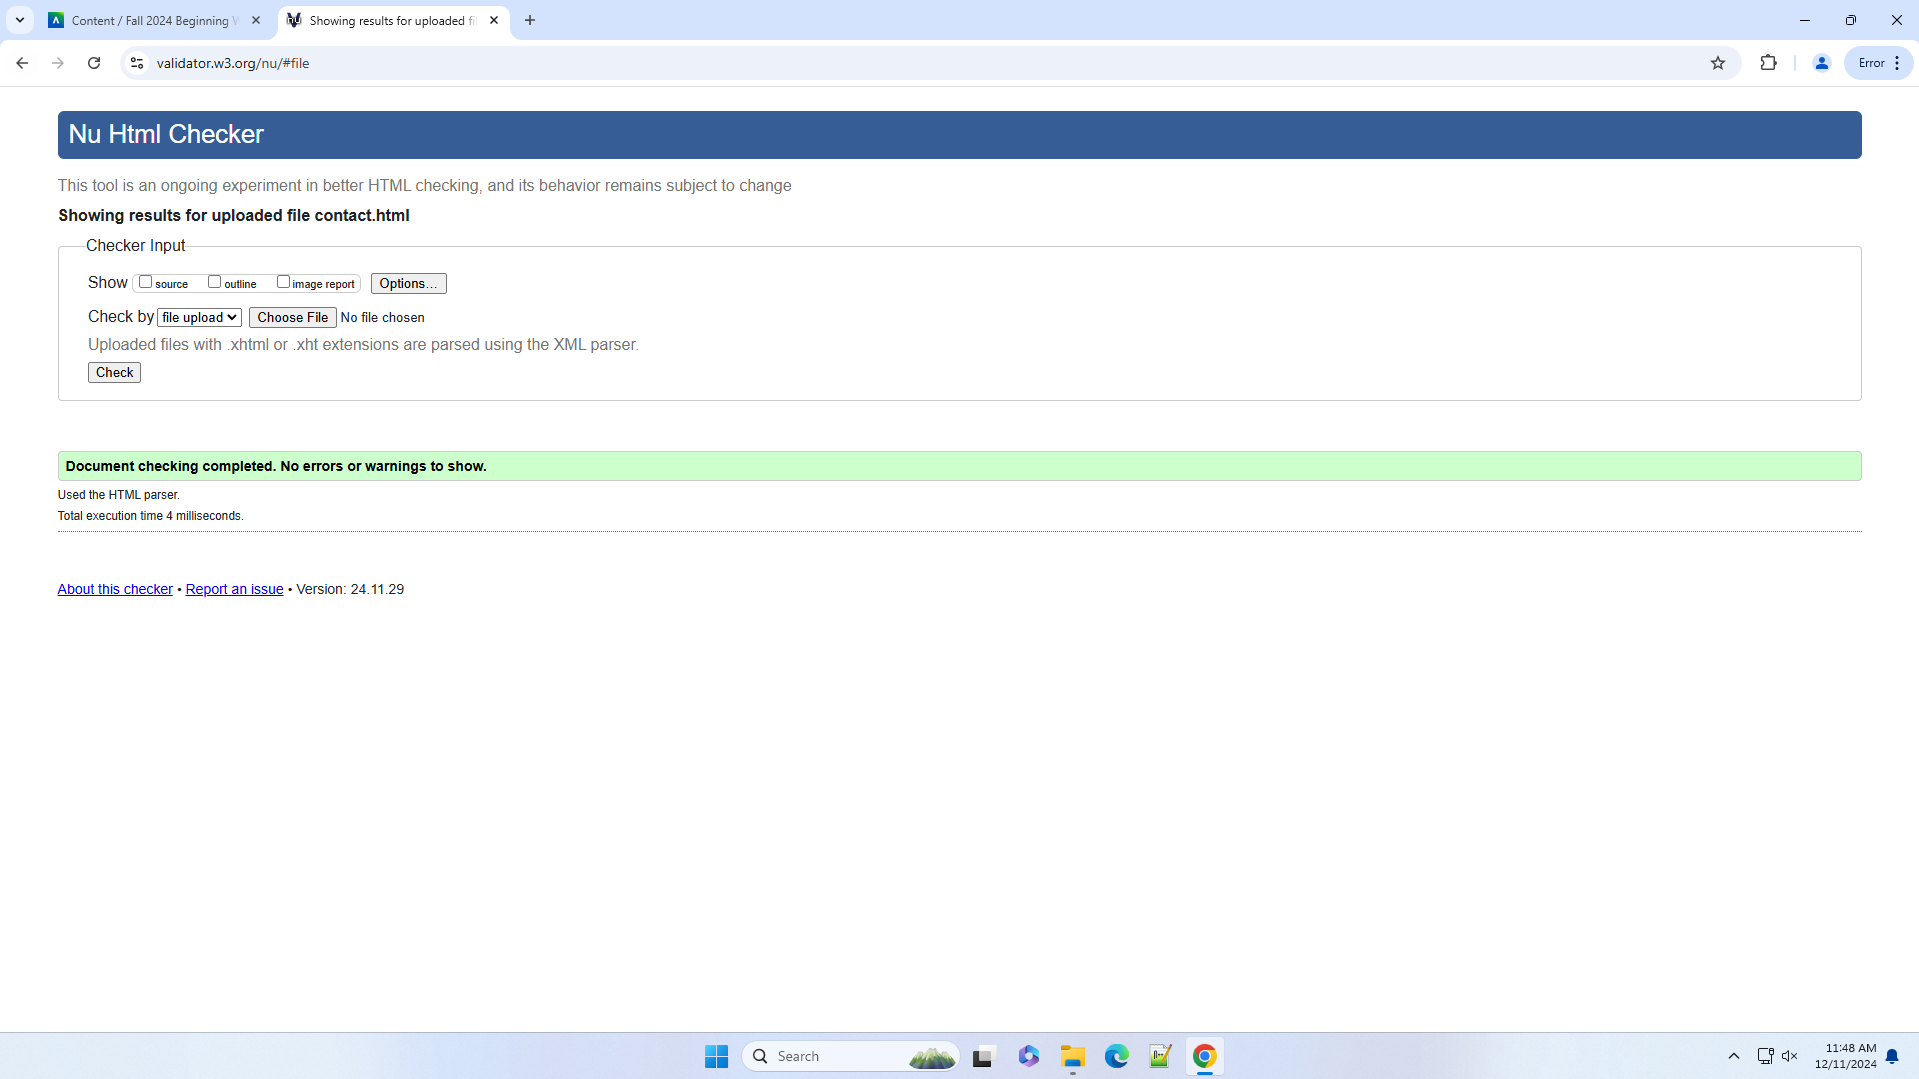 Content / Fall 2024 Beginning W
Showing results for uploaded fi
validator.w3.org/nu/#file
Error
Nu Html Checker
This tool is an ongoing experiment in better HTML checking, and its behavior remains subject to change
Showing results for uploaded file contact.html
Checker Input
Show source outline image report Options...
Check by file upload Choose File No file chosen
Uploaded files with .xhtml or .xht extensions are parsed using the XML parser.
Check
Document checking completed. No errors or warnings to show.
Used the HTML parser.
Total execution time 4 milliseconds.
About this checker • Report an issue • Version: 24.11.29
Search
11:48 AM
12/11/2024